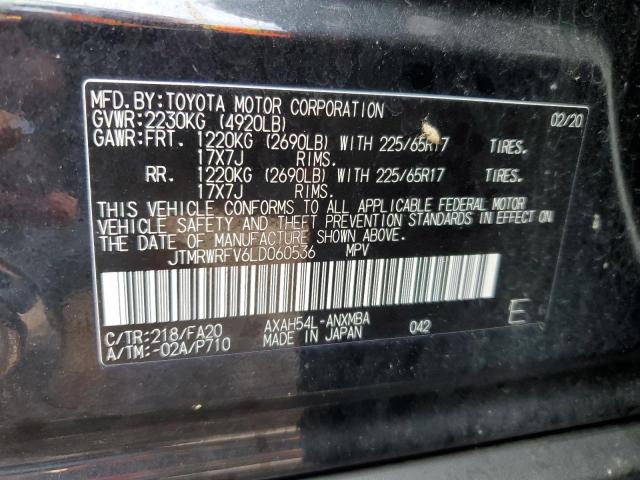 MFD.BY:TOYOTA MOTOR CORPORATION 02/20
GVWR:2230KG (4920LB)
GAWR:FRT. 1220KG (2690LB) WITH 225/65R17 TIRES.
17X7J RIMS.
RR. 1220KG (2690LB) WITH 225/65R17 TIRES.
17X7J RIMS.
THIS VEHICLE CONFORMS TO ALL APPLICABLE FEDERAL MOTOR
VEHICLE SAFETY AND THEFT PREVENTION STANDARDS IN EFFECT ON
THE DATE OF MANUFACTURE SHOWN ABOVE.
JTMRWRFV6LD060536 MPV
C/TR:218/FA20 AXAH54L-ANXMBA 042 E
A/TM:-02A/P710 MADE IN JAPAN